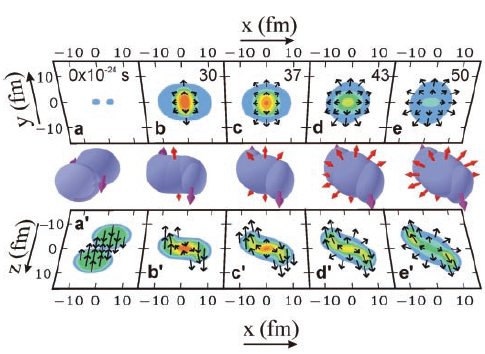 x (fm)
−10 0 10 −10 0 10 −10 0 10 −10 0 10 −10 0 10
0x10⁻²⁴ s 30 37 43 50
10
0
−10
y (fm)
a b c d e
a' b' c' d' e'
−10
0
10
z (fm)
−10 0 10 −10 0 10 −10 0 10 −10 0 10 −10 0 10
x (fm)